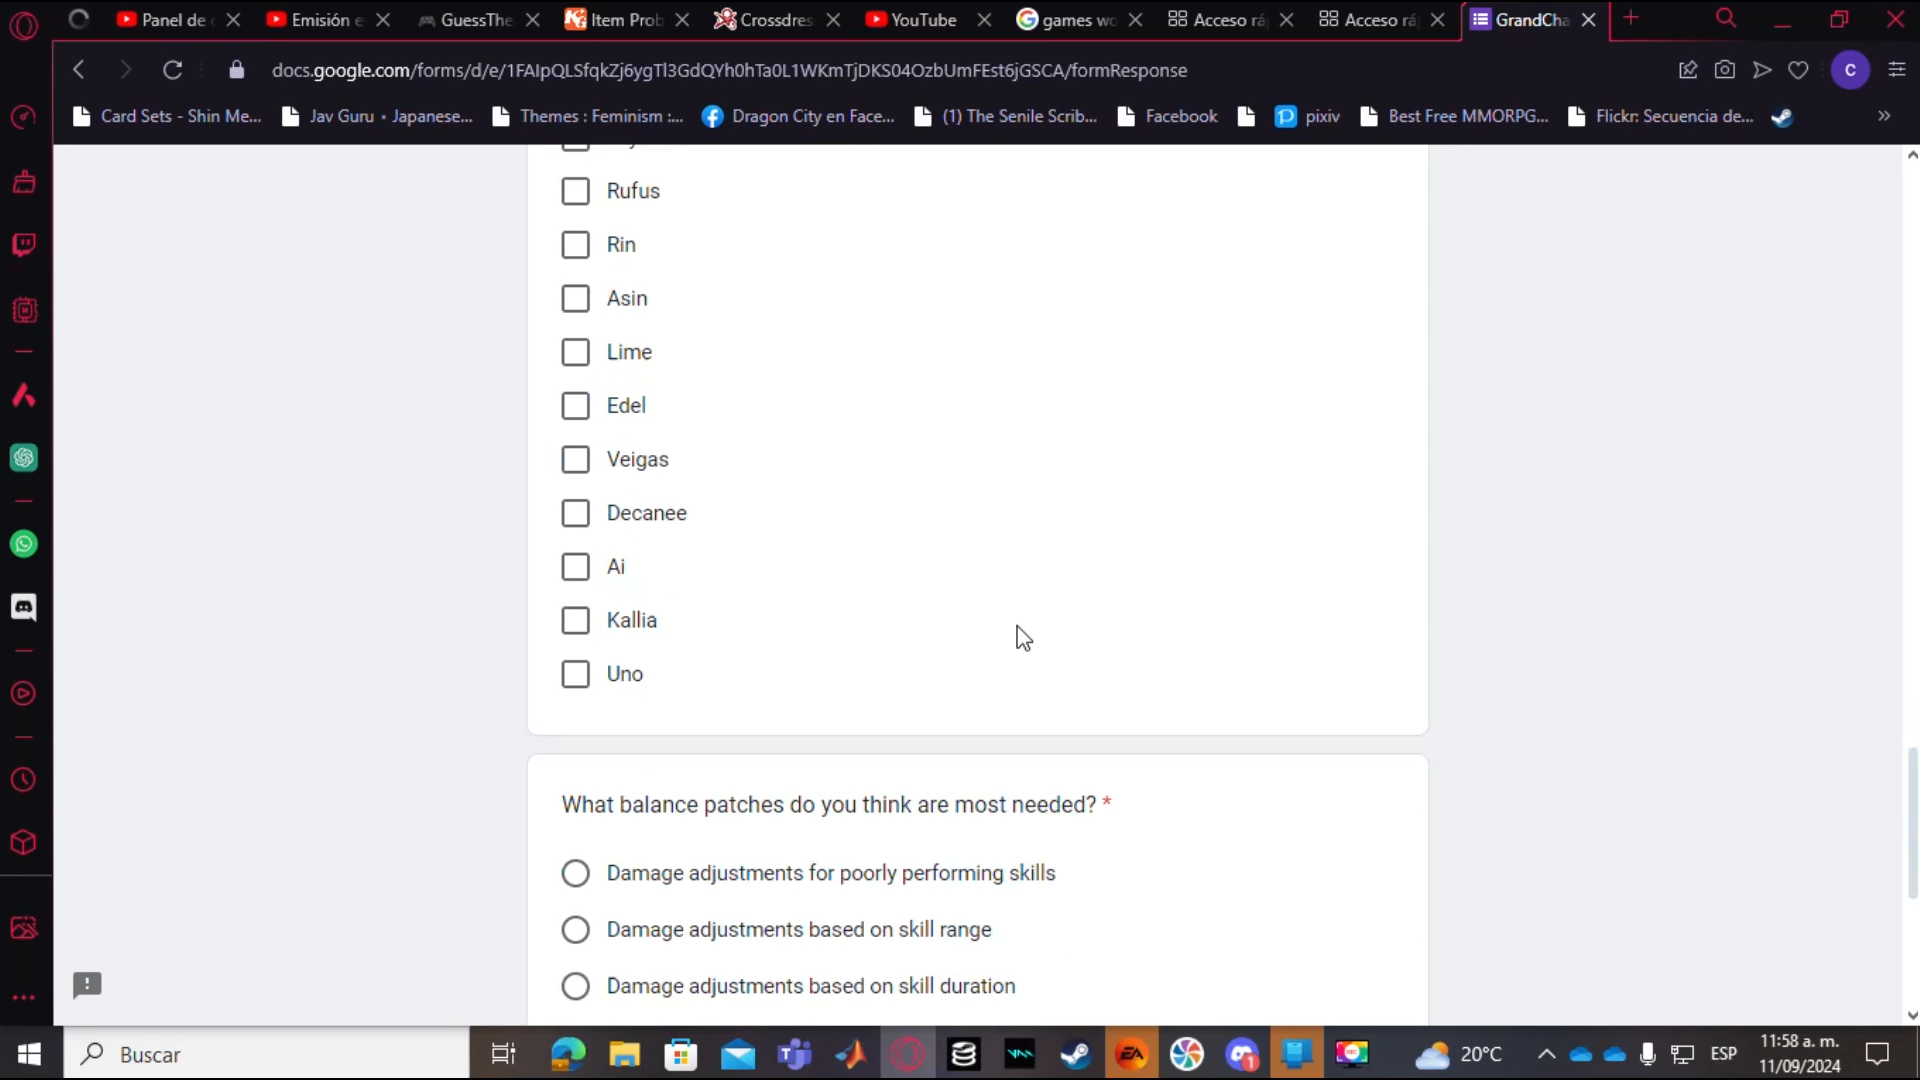 Panel de
Emisión e
GuessThe
Item Prob
Crossdres
YouTube
games wo
Acceso rá
Acceso rá
GrandCha
docs.google.com/forms/d/e/1FAIpQLSfqkZj6ygTl3GdQYh0hTa0L1WKmTjDKS04OzbUmFEst6jGSCA/formResponse
C
Card Sets - Shin Me...
Jav Guru • Japanese...
Themes : Feminism :...
Dragon City en Face...
(1) The Senile Scrib...
Facebook
pixiv
Best Free MMORPG...
Flickr: Secuencia de...
Rufus
Rin
Asin
Lime
Edel
Veigas
Decanee
Ai
Kallia
Uno
What balance patches do you think are most needed? *
Damage adjustments for poorly performing skills
Damage adjustments based on skill range
Damage adjustments based on skill duration
Buscar
EA
1
20°C
ESP
11:58 a. m.
11/09/2024